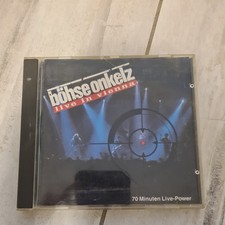 böhse onkelz
live in vienna
70 Minuten Live-Power